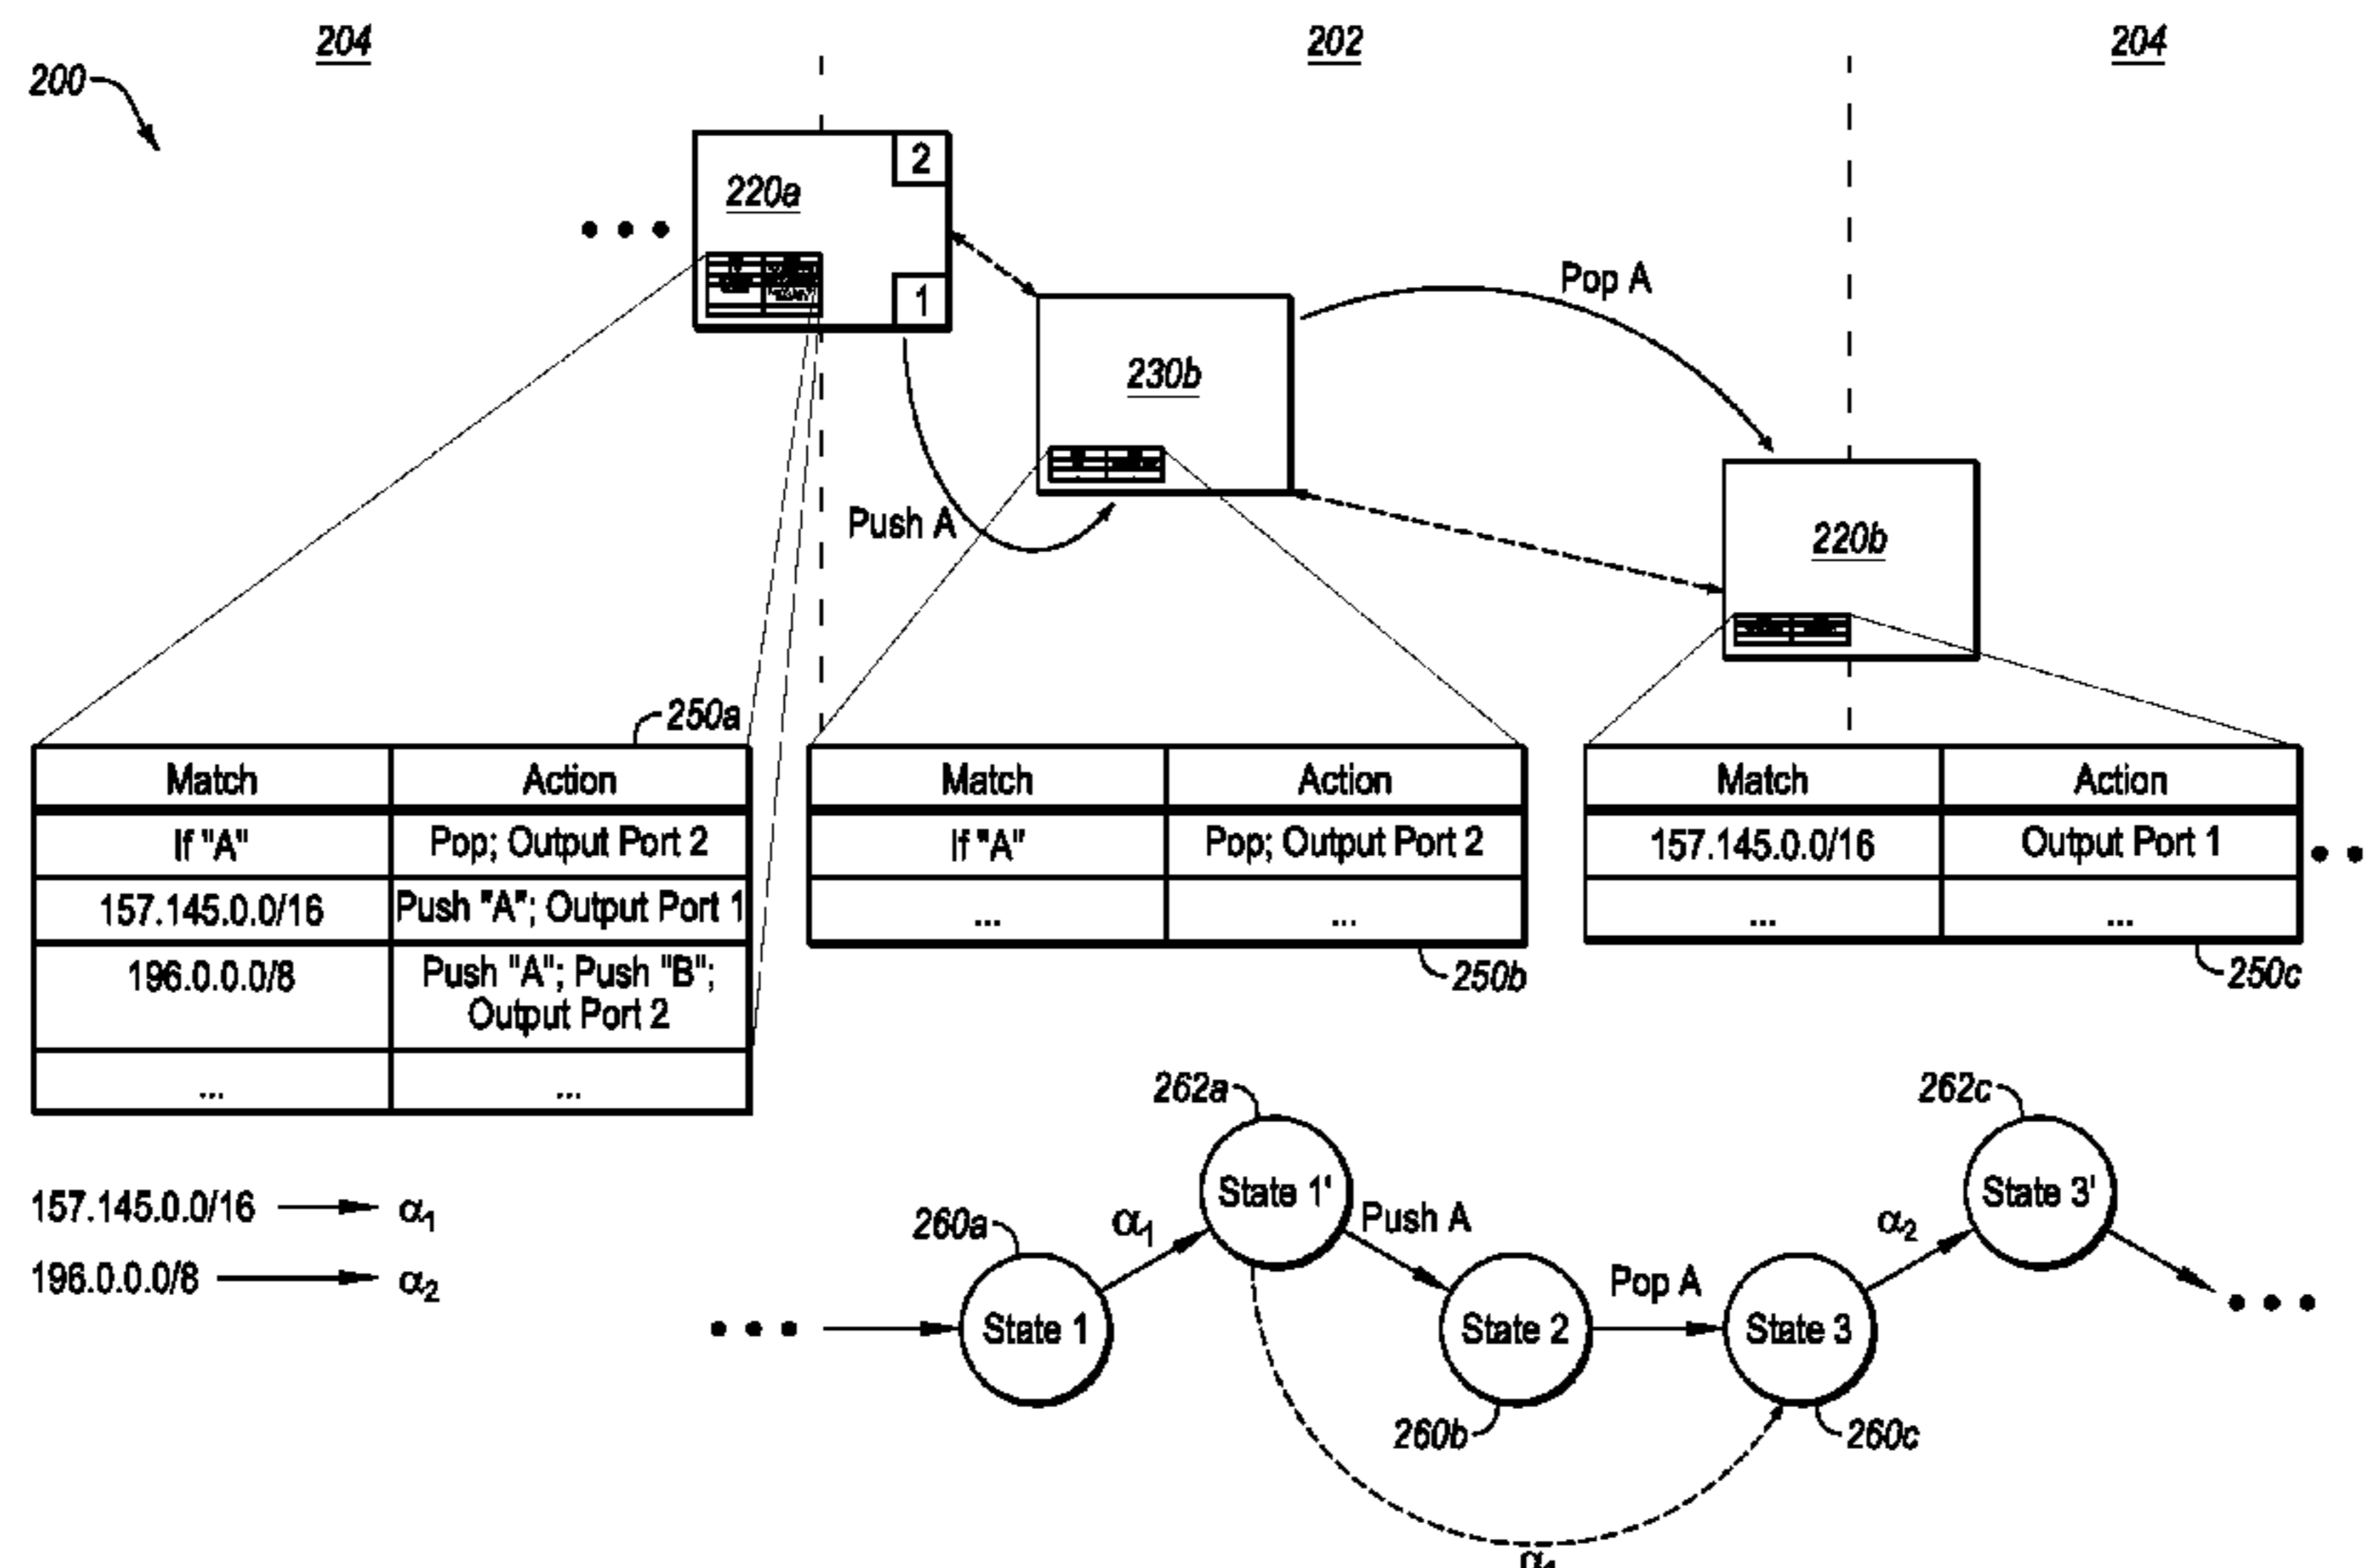 204
202
204
200
2
220a
1
Pop A
230b
Push A
220b
250a
Match Action
If "A" Pop; Output Port 2
157.145.0.0/16 Push "A"; Output Port 1
196.0.0.0/8 Push "A"; Push "B";
Output Port 2
... ...
Match Action
If "A" Pop; Output Port 2
... ...
250b
Match Action
157.145.0.0/16 Output Port 1
... ...
250c
157.145.0.0/16 α1
196.0.0.0/8 α2
262a
262c
State 1'
State 3'
260a
α1
Push A
α2
Pop A
State 1
State 2
State 3
260b
260c
α1